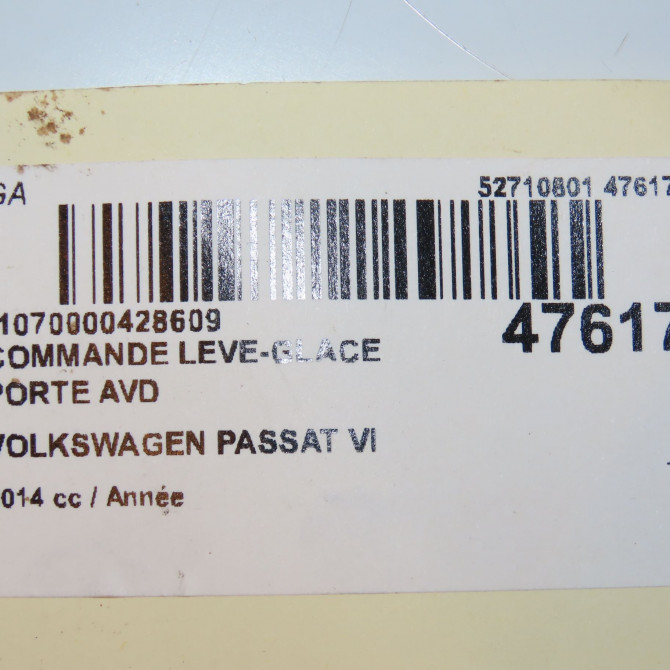 GA 52710801 47617
1070000428609
47617
COMMANDE LEVE-GLACE
PORTE AVD
VOLKSWAGEN PASSAT VI
014 cc / Année